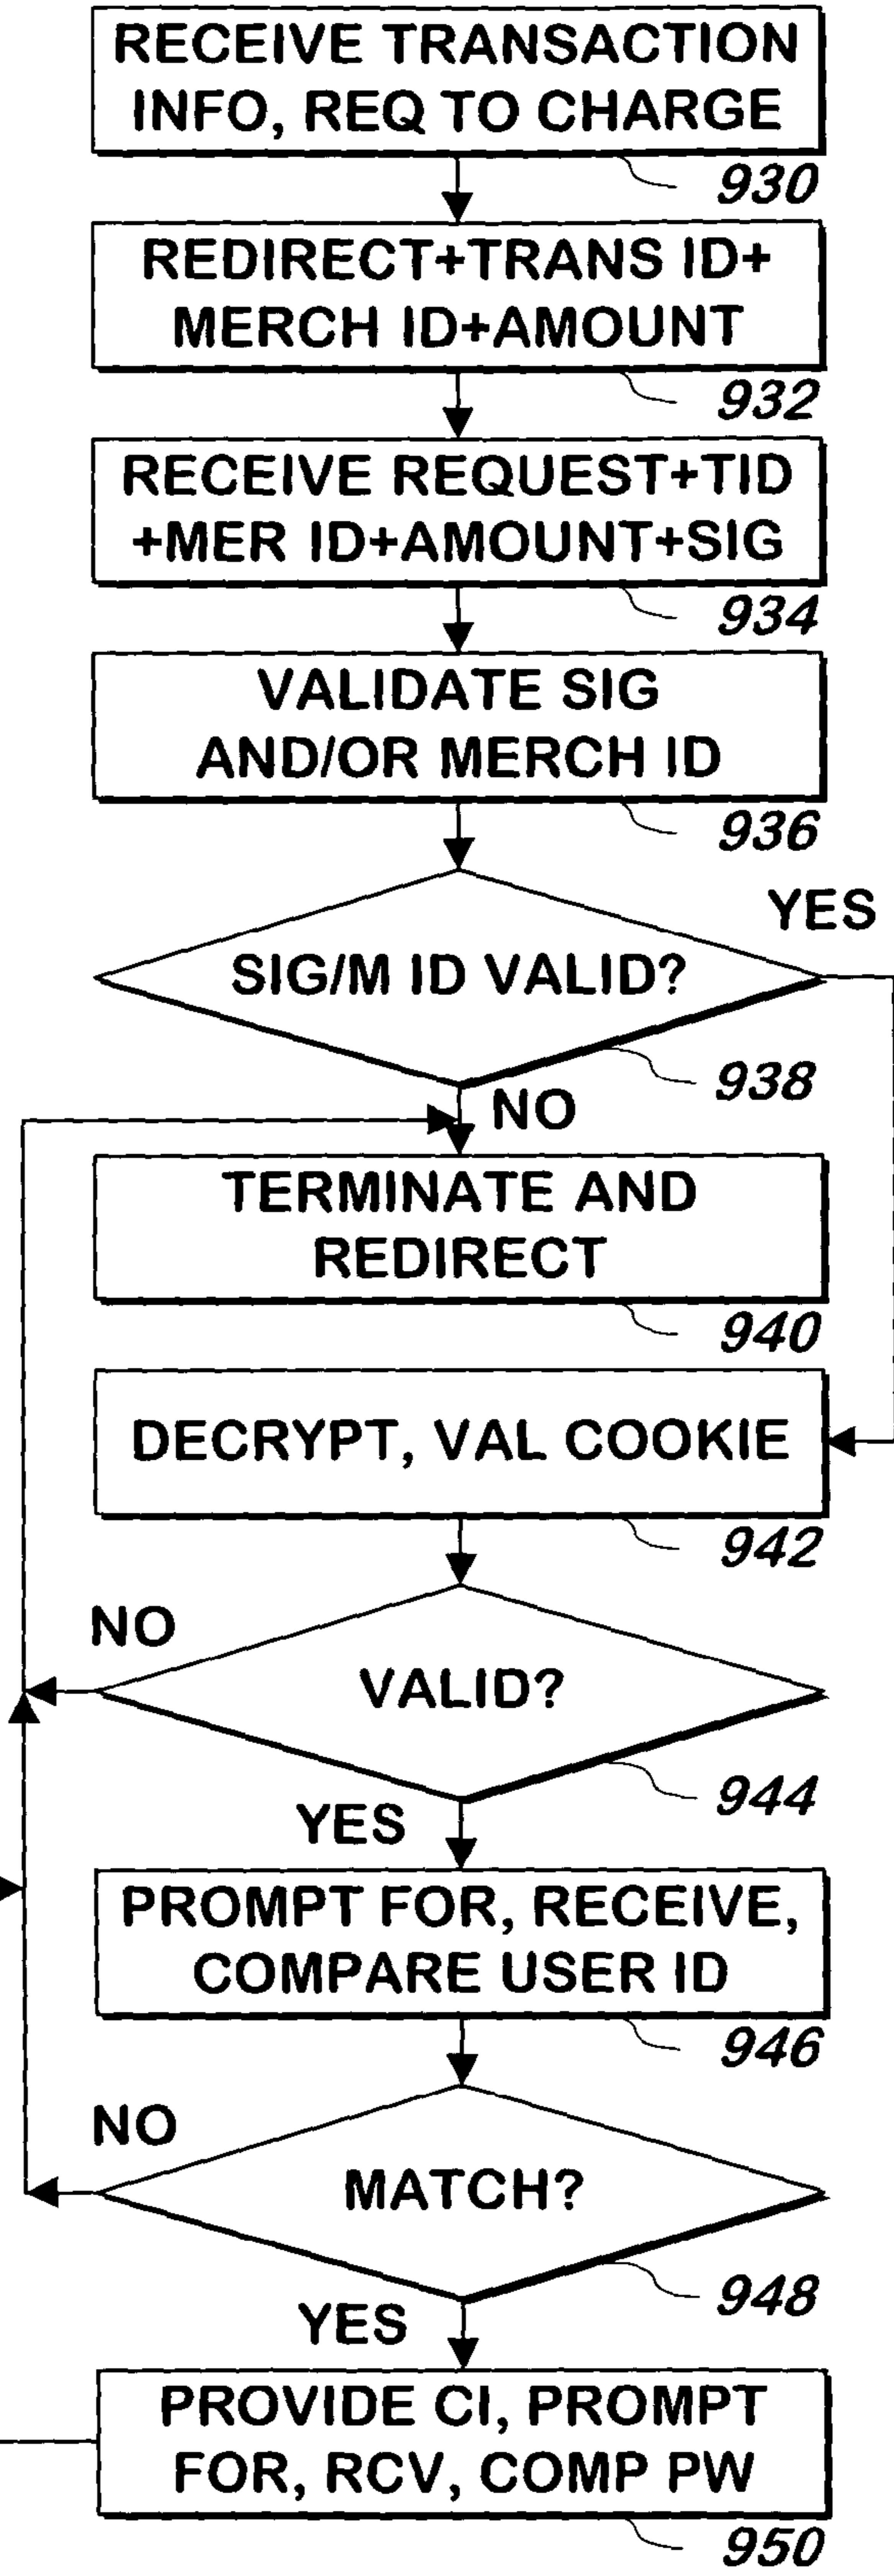 RECEIVE TRANSACTION
INFO, REQ TO CHARGE
930
REDIRECT+TRANS ID+
MERCH ID+AMOUNT
932
RECEIVE REQUEST+TID
+MER ID+AMOUNT+SIG
934
VALIDATE SIG
AND/OR MERCH ID
936
YES
SIG/M ID VALID?
938
NO
TERMINATE AND
REDIRECT
940
DECRYPT, VAL COOKIE
942
NO
VALID?
944
YES
PROMPT FOR, RECEIVE,
COMPARE USER ID
946
NO
MATCH?
948
YES
PROVIDE CI, PROMPT
FOR, RCV, COMP PW
950